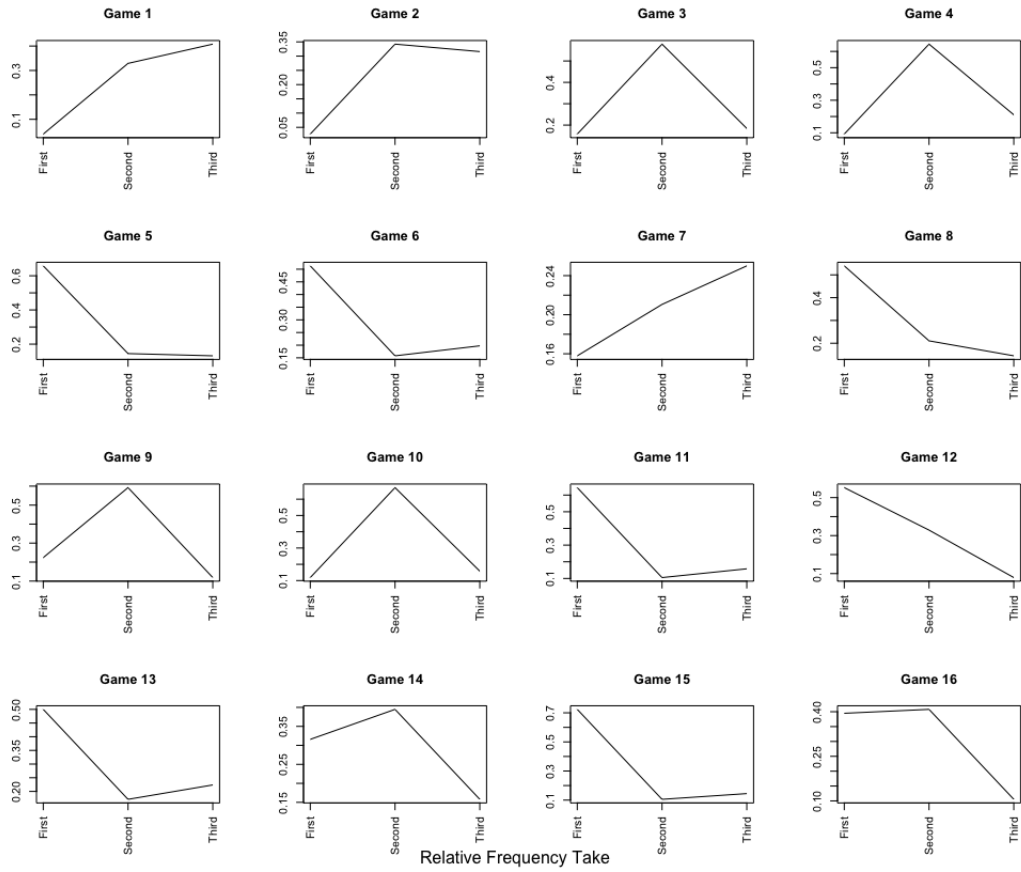 Game 1
Game 2
Game 3
Game 4
0.1 0.3
0.05 0.20 0.35
0.2 0.4
0.1 0.3 0.5
First Second Third
First Second Third
First Second Third
First Second Third
Game 5
Game 6
Game 7
Game 8
0.2 0.4 0.6
0.15 0.30 0.45
0.16 0.20 0.24
0.2 0.4
First Second Third
First Second Third
First Second Third
First Second Third
Game 9
Game 10
Game 11
Game 12
0.1 0.3 0.5
0.1 0.3 0.5
0.1 0.3 0.5
0.1 0.3 0.5
First Second Third
First Second Third
First Second Third
First Second Third
Game 13
Game 14
Game 15
Game 16
0.20 0.35 0.50
0.15 0.25 0.35
0.1 0.3 0.5 0.7
0.10 0.25 0.40
First Second Third
First Second Third
First Second Third
First Second Third
Relative Frequency Take